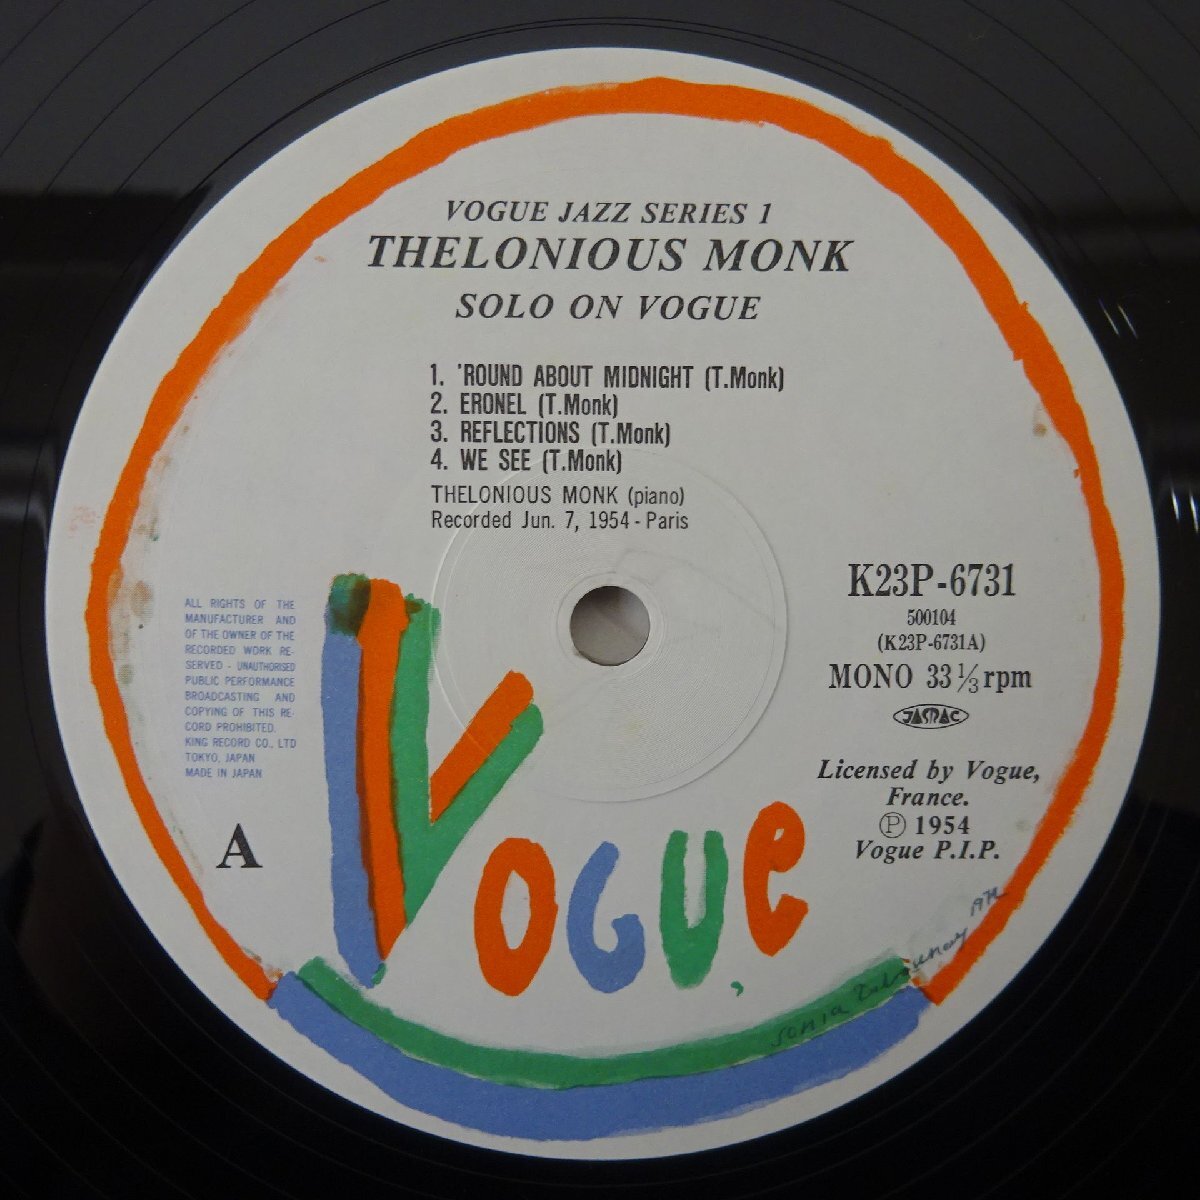 VOGUE JAZZ SERIES 1
THELONIOUS MONK
SOLO ON VOGUE
1. 'ROUND ABOUT MIDNIGHT (T.Monk)
2. ERONEL (T.Monk)
3. REFLECTIONS (T.Monk)
4. WE SEE (T.Monk)
THELONIOUS MONK (piano)
Recorded Jun. 7, 1954 - Paris
K23P-6731
500104
(K23P-6731A)
MONO 33 1/3 rpm
JASRAC
Licensed by Vogue,
France.
Ⓟ 1954
Vogue P.I.P.
ALL RIGHTS OF THE
MANUFACTURER AND
OF THE OWNER OF THE
RECORDED WORK RE-
SERVED - UNAUTHORISED
PUBLIC PERFORMANCE
BROADCASTING AND
COPYING OF THIS RE-
CORD PROHIBITED.
KING RECORD CO., LTD
TOKYO, JAPAN
MADE IN JAPAN
A
VOGUE
sonia